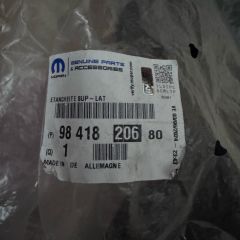 mopar
GENUINE PARTS
& ACCESSORIES
ETANCHEITE SUP - LAT
(P) 98 418 206 80
(Q) 1
MADE IN : DE ALLEMAGNE